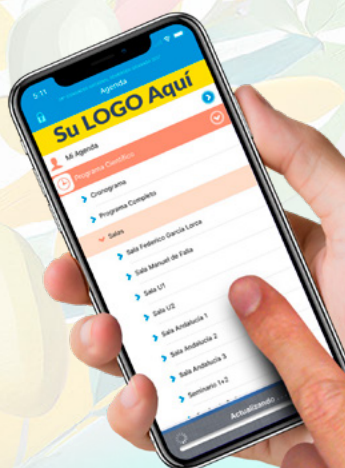 5:11
Agenda
Su LOGO Aquí
Mi Agenda
Programa Científico
Cronograma
Programa Completo
Salas
Sala Federico García Lorca
Sala Manuel de Falla
Sala U1
Sala U2
Sala Andalucía 1
Sala Andalucía 2
Sala Andalucía 3
Seminario 1+2
Actualizando